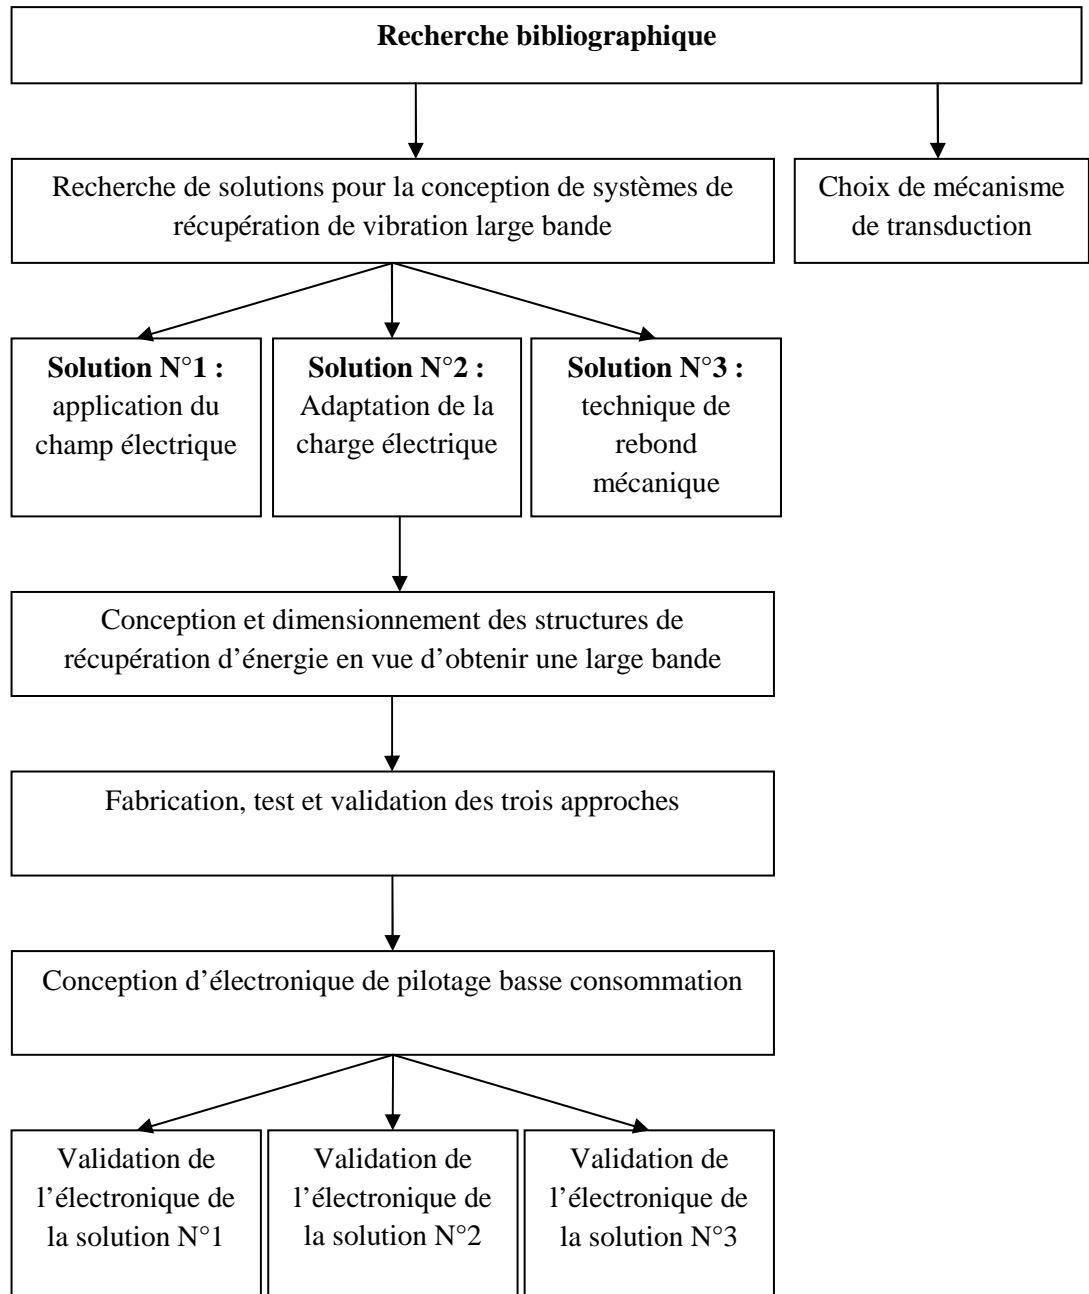 Recherche bibliographique
Recherche de solutions pour la conception de systèmes de
récupération de vibration large bande
Choix de mécanisme
de transduction
Solution N°1 :
application du
champ électrique
Solution N°2 :
Adaptation de la
charge électrique
Solution N°3 :
technique de
rebond
mécanique
Conception et dimensionnement des structures de
récupération d’énergie en vue d’obtenir une large bande
Fabrication, test et validation des trois approches
Conception d’électronique de pilotage basse consommation
Validation de
l’électronique de
la solution N°1
Validation de
l’électronique de
la solution N°2
Validation de
l’électronique de
la solution N°3